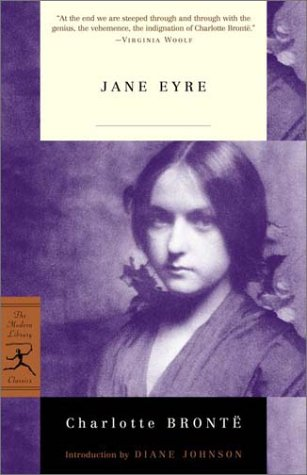 "At the end we are steeped through and through with the
genius, the vehemence, the indignation of Charlotte Brontë."
—VIRGINIA WOOLF
JANE EYRE
The
Modern Library
Classics
Charlotte BRONTË
Introduction by DIANE JOHNSON